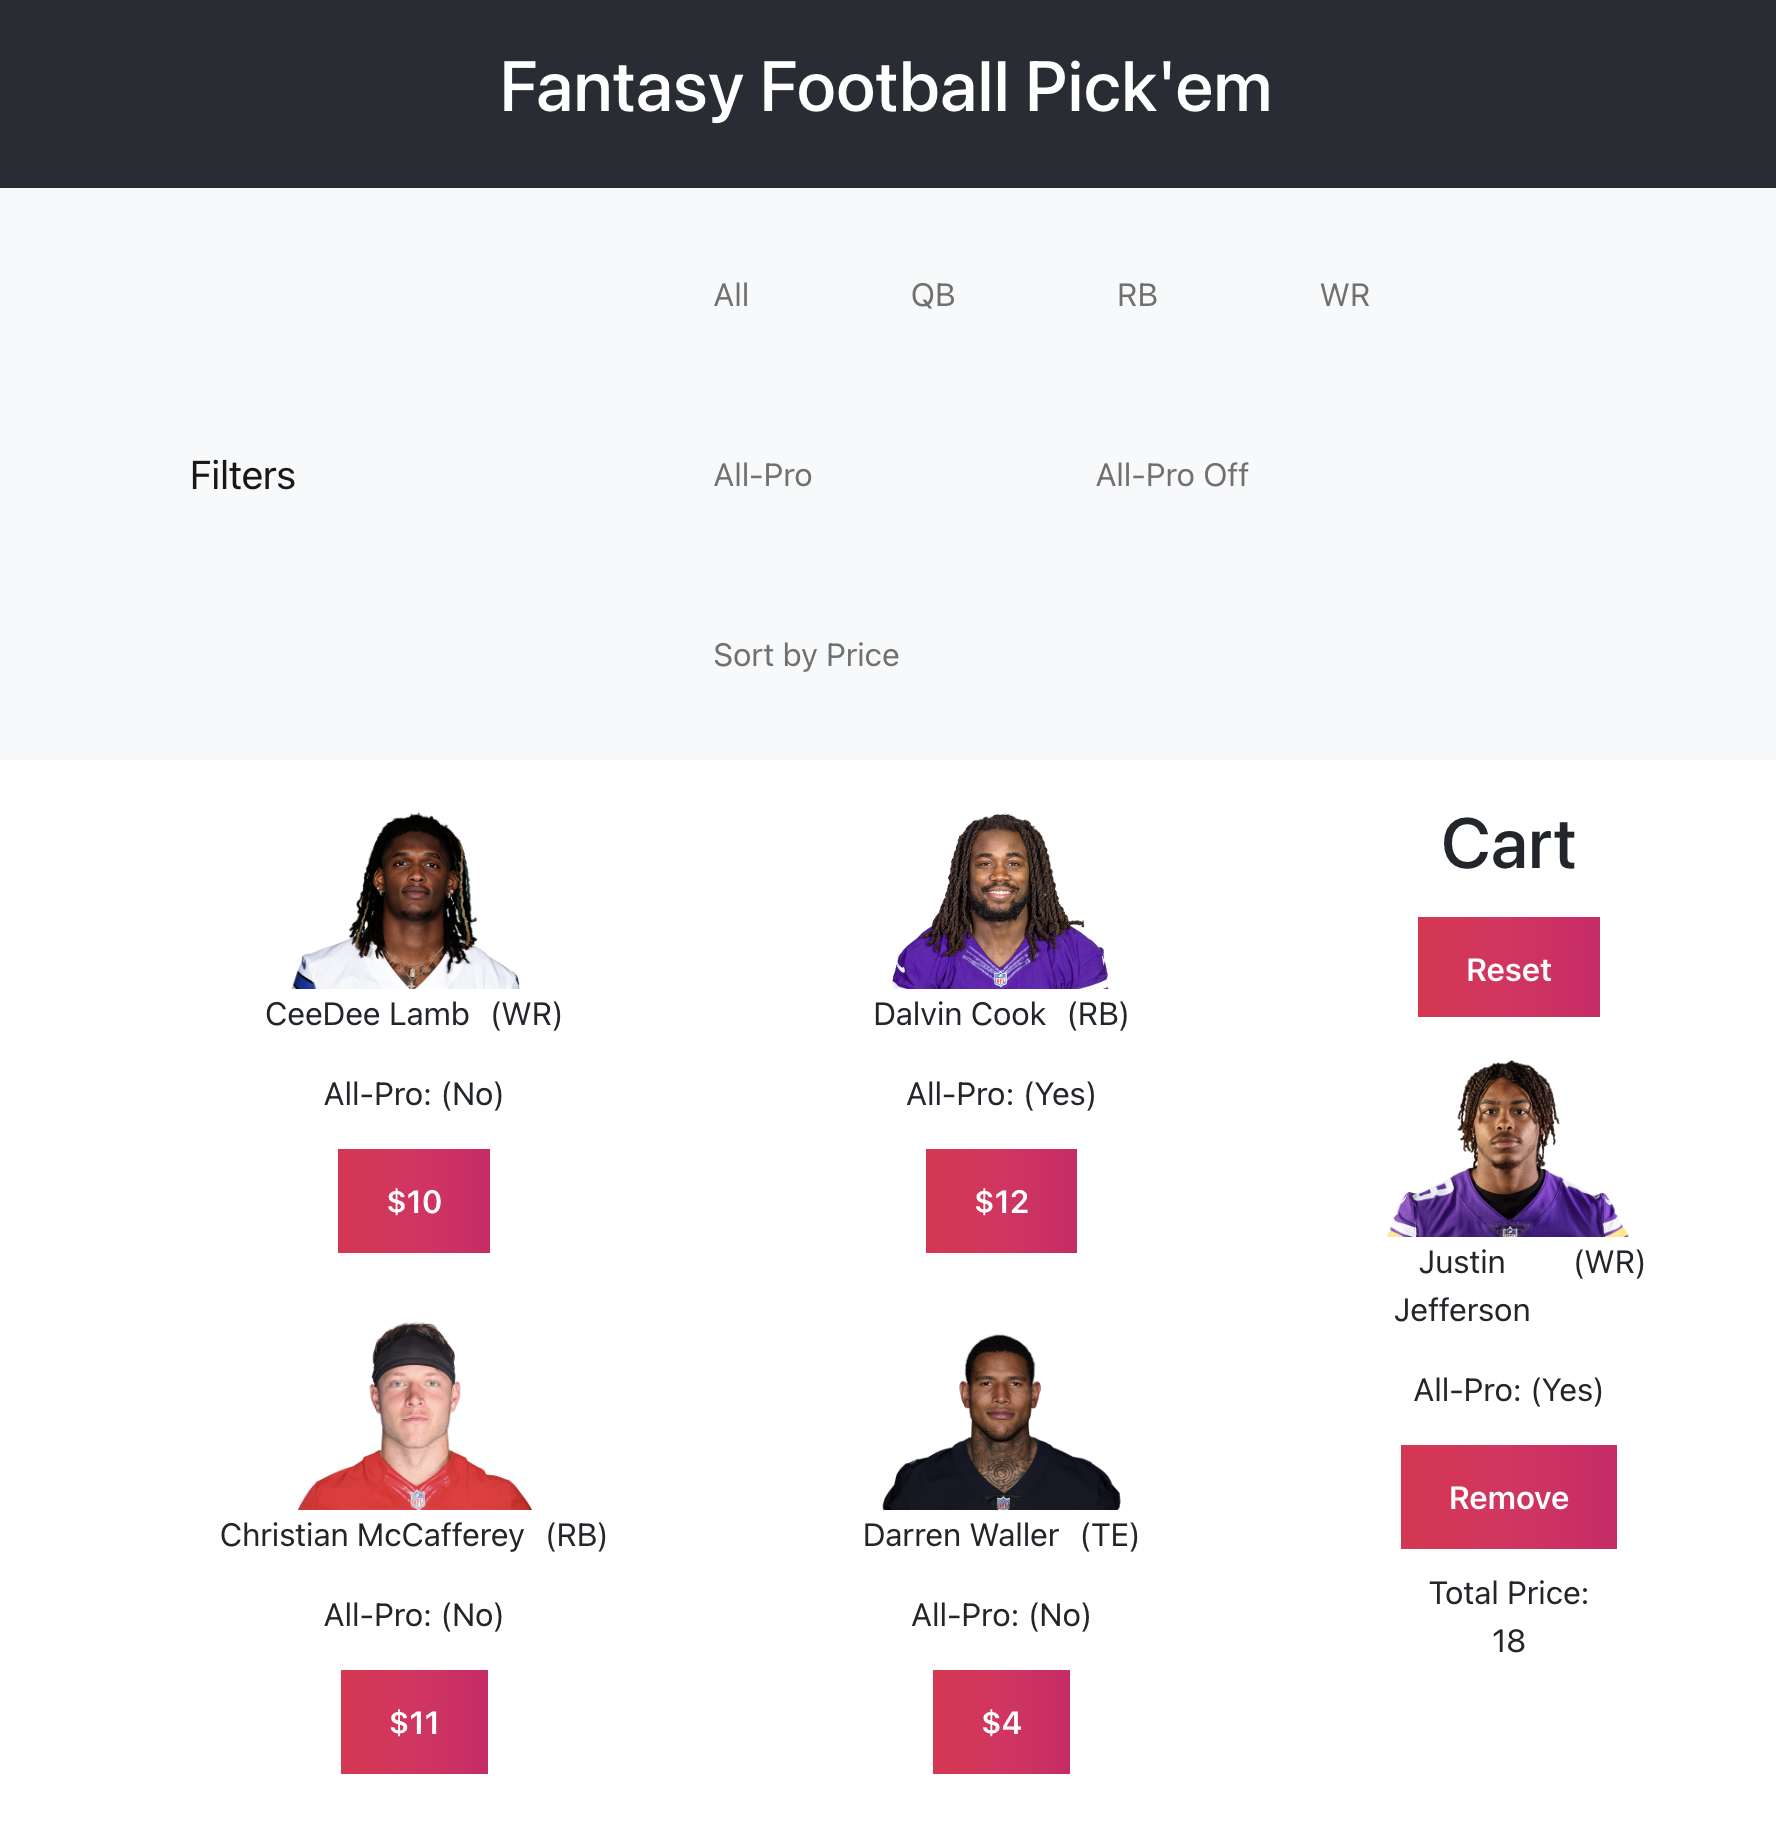 Fantasy Football Pick'em
All QB RB WR
Filters
All-Pro All-Pro Off
Sort by Price
CeeDee Lamb (WR)
All-Pro: (No)
$10
Dalvin Cook (RB)
All-Pro: (Yes)
$12
Christian McCafferey (RB)
All-Pro: (No)
$11
Darren Waller (TE)
All-Pro: (No)
$4
Cart
Reset
Justin (WR)
Jefferson
All-Pro: (Yes)
Remove
Total Price:
18